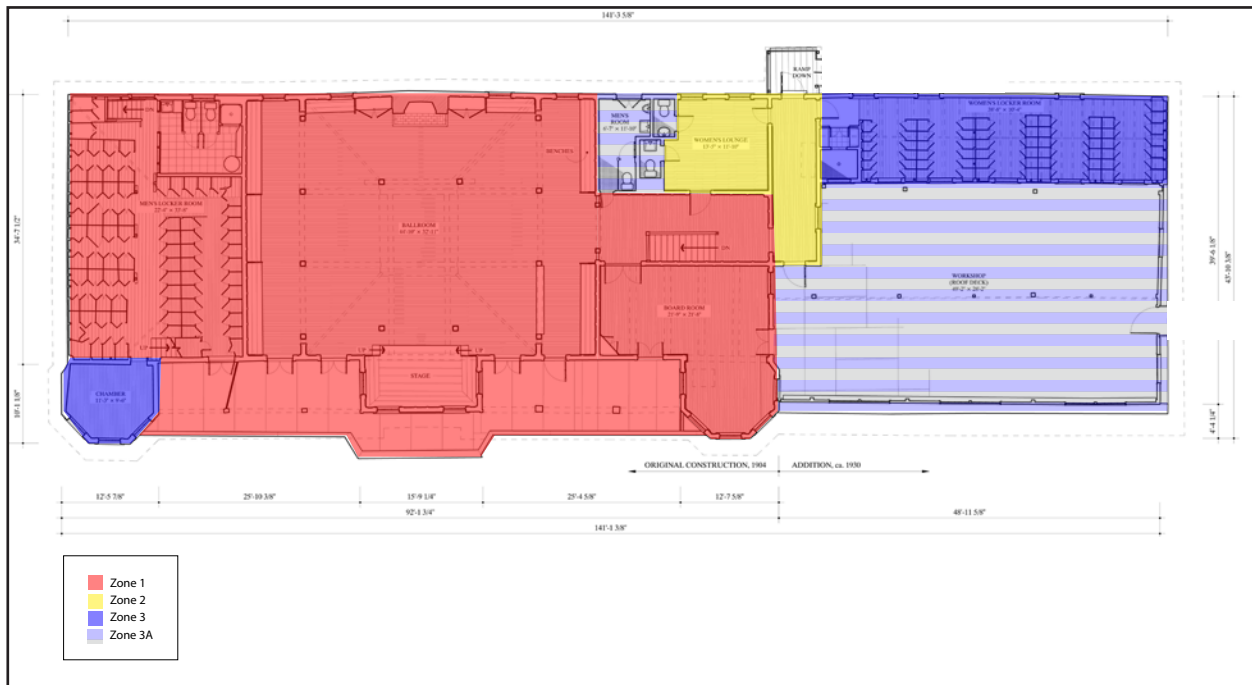 141'-3 5/8"
RAMP
DOWN
DN
MEN'S
ROOM
WOMEN'S LOUNGE
WOMEN'S LOCKER ROOM
BENCHES
MEN'S LOCKER ROOM
BALLROOM
DN
34'-7 1/2"
39'-6 1/8"
43'-10 3/8"
WORKSHOP
(ROOF DECK)
BOARD ROOM
UP
UP
UP
STAGE
CHAMBER
10'-1 1/8"
4'-4 1/4"
ORIGINAL CONSTRUCTION, 1904
ADDITION, ca. 1930
12'-5 7/8"
25'-10 3/8"
15'-9 1/4"
25'-4 5/8"
12'-7 5/8"
92'-1 3/4"
48'-11 5/8"
141'-1 3/8"
Zone 1
Zone 2
Zone 3
Zone 3A